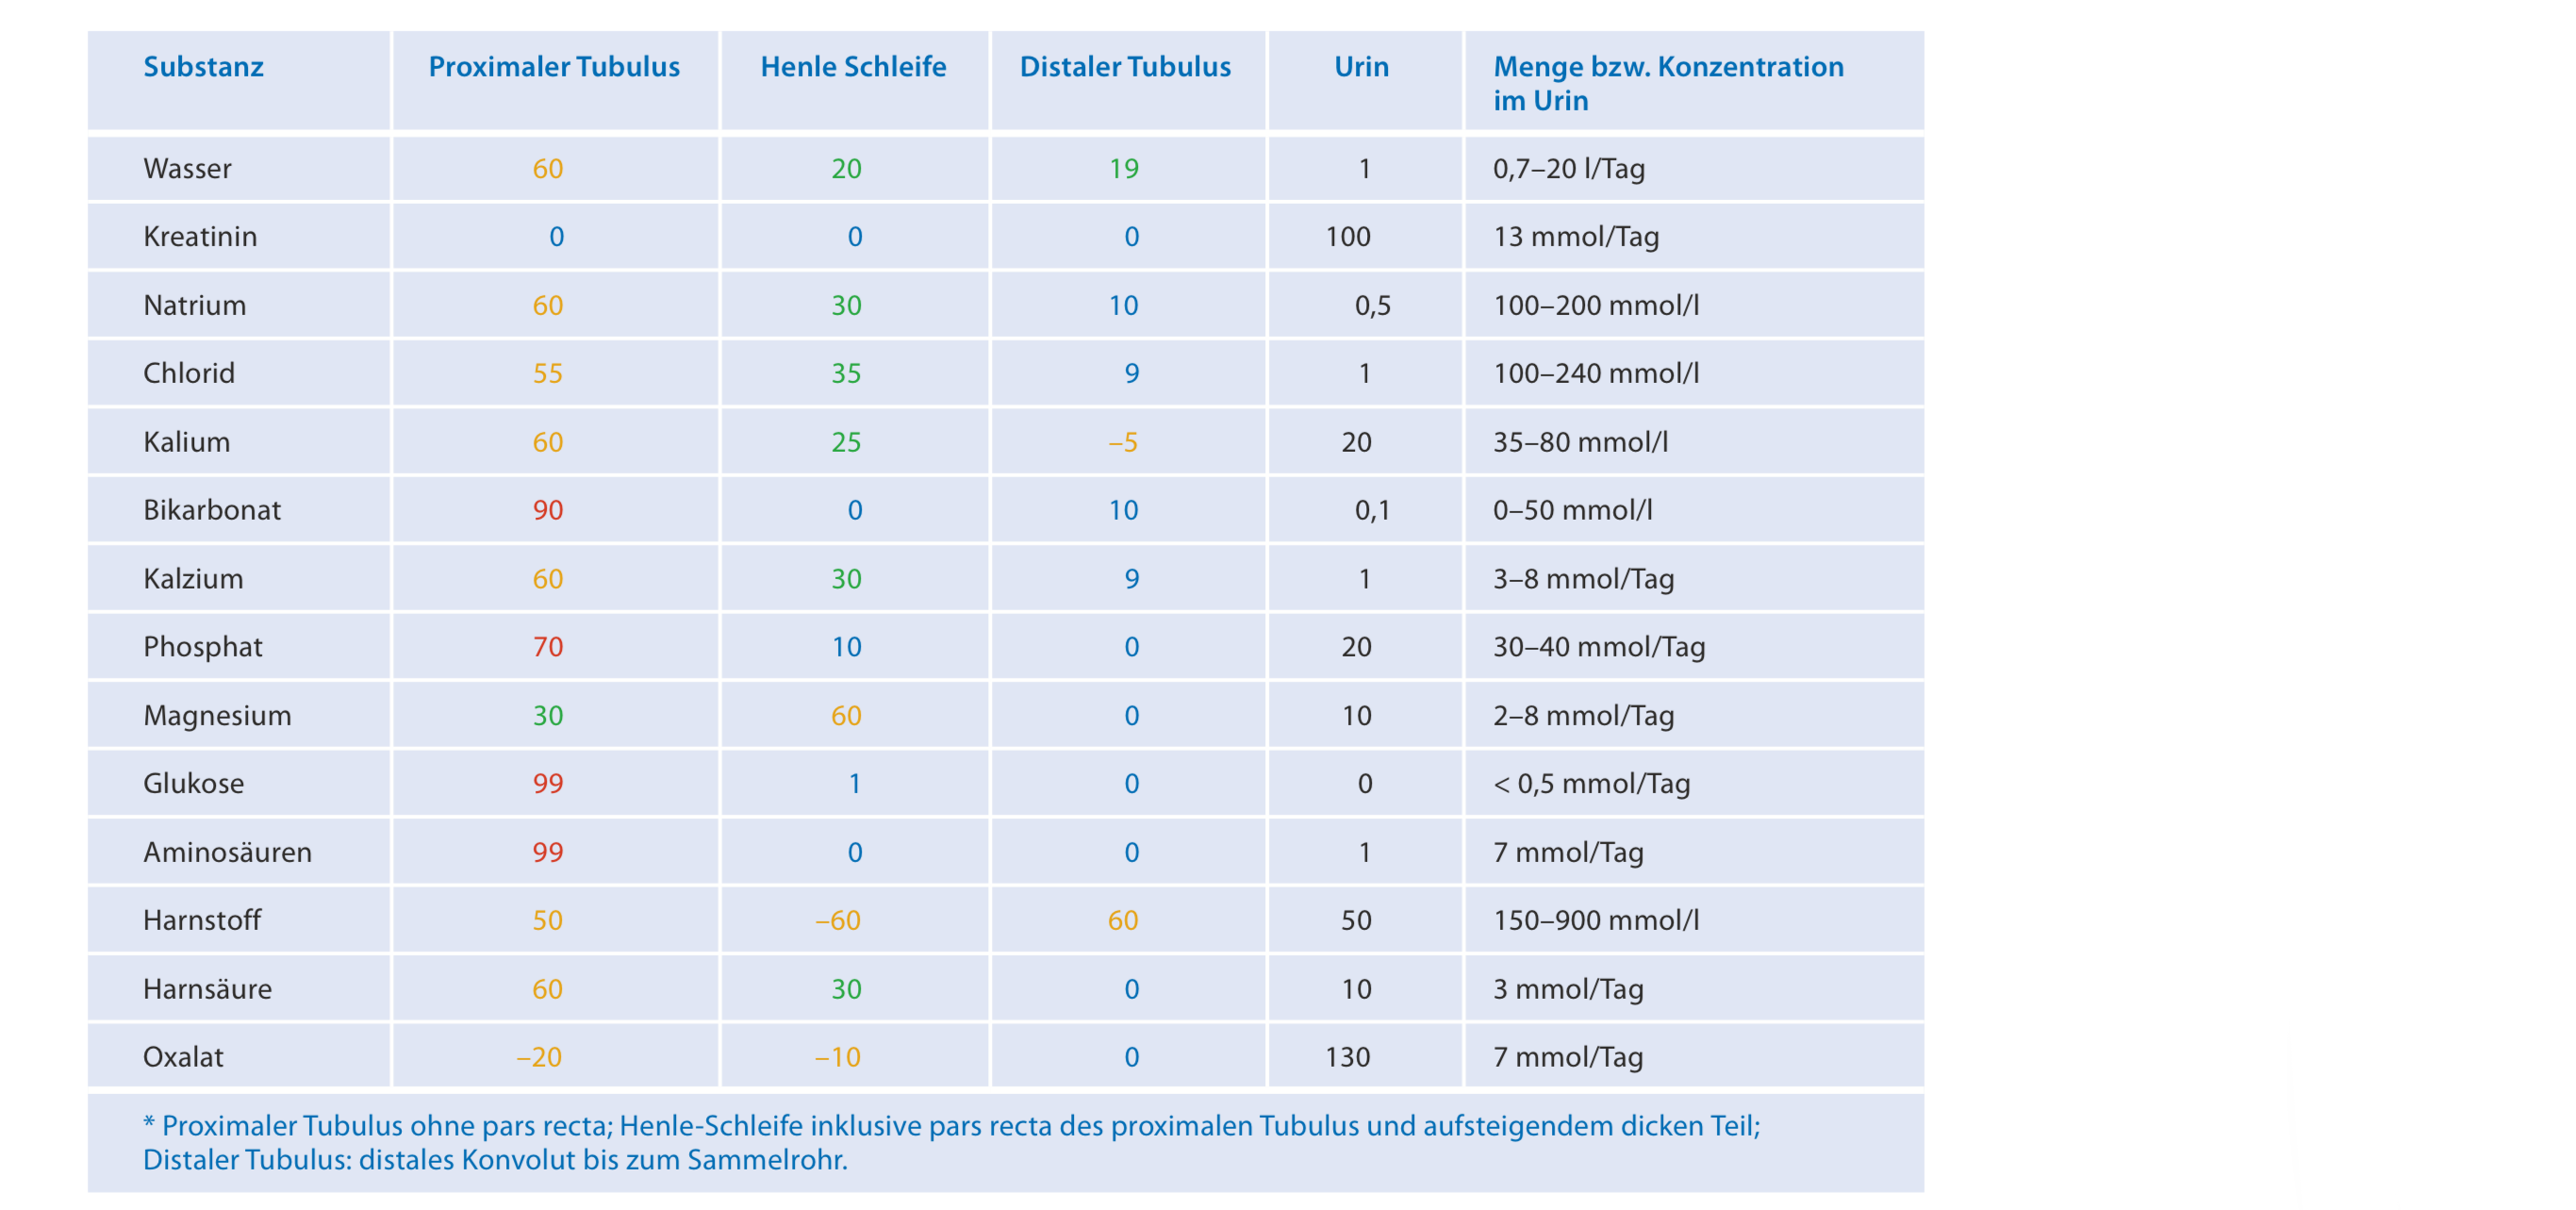 Substanz Proximaler Tubulus Henle Schleife Distaler Tubulus Urin Menge bzw. Konzentration
im Urin
Wasser 60 20 19 1 0,7–20 l/Tag
Kreatinin 0 0 0 100 13 mmol/Tag
Natrium 60 30 10 0,5 100–200 mmol/l
Chlorid 55 35 9 1 100–240 mmol/l
Kalium 60 25 –5 20 35–80 mmol/l
Bikarbonat 90 0 10 0,1 0–50 mmol/l
Kalzium 60 30 9 1 3–8 mmol/Tag
Phosphat 70 10 0 20 30–40 mmol/Tag
Magnesium 30 60 0 10 2–8 mmol/Tag
Glukose 99 1 0 0 < 0,5 mmol/Tag
Aminosäuren 99 0 0 1 7 mmol/Tag
Harnstoff 50 –60 60 50 150–900 mmol/l
Harnsäure 60 30 0 10 3 mmol/Tag
Oxalat –20 –10 0 130 7 mmol/Tag
* Proximaler Tubulus ohne pars recta; Henle-Schleife inklusive pars recta des proximalen Tubulus und aufsteigendem dicken Teil;
Distaler Tubulus: distales Konvolut bis zum Sammelrohr.